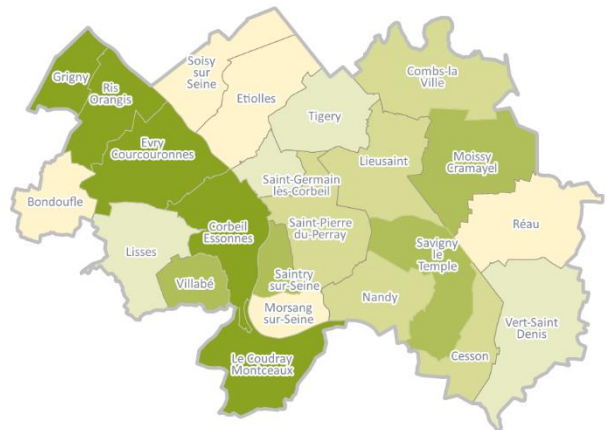 Soisy
sur
Seine
Combs-la
Ville
Grigny
Ris
Orangis
Etiolles
Tigery
Evry
Courcouronnes
Lieusaint
Moissy
Cramayel
Saint-Germain
lès-Corbeil
Bondoufle
Corbeil
Essonnes
Saint-Pierre
du-Perray
Réau
Lisses
Savigny
le
Temple
Villabé
Saintry
sur-Seine
Nandy
Morsang
sur-Seine
Vert-Saint
Denis
Le Coudray
Montceaux
Cesson